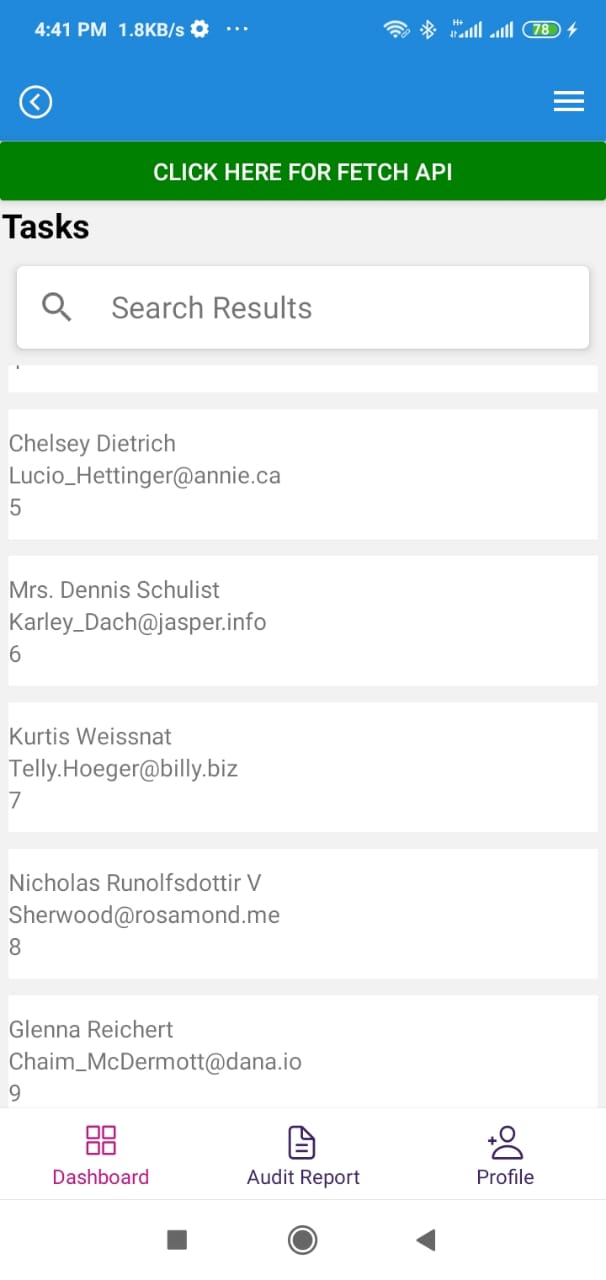 4:41 PM 1.8KB/s ...
H+ 78
CLICK HERE FOR FETCH API
Tasks
Search Results
Chelsey Dietrich
Lucio_Hettinger@annie.ca
5
Mrs. Dennis Schulist
Karley_Dach@jasper.info
6
Kurtis Weissnat
Telly.Hoeger@billy.biz
7
Nicholas Runolfsdottir V
Sherwood@rosamond.me
8
Glenna Reichert
Chaim_McDermott@dana.io
9
Dashboard
Audit Report
Profile